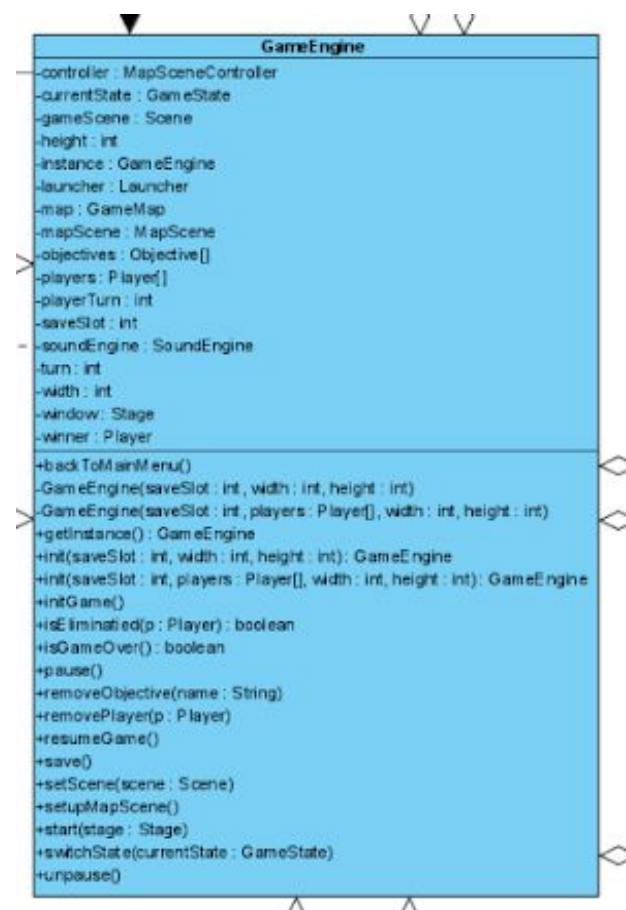 GameEngine
-controller : MapSceneController
-currentState : GameState
-gameScene : Scene
-height : int
-instance : GameEngine
-launcher : Launcher
-map : GameMap
-mapScene : MapScene
-objectives : Objective[]
-players : Player[]
-playerTurn : int
-saveSlot : int
-soundEngine : SoundEngine
-turn : int
-width : int
-window : Stage
-winner : Player
+backToMainMenu()
-GameEngine(saveSlot : int, width : int, height : int)
-GameEngine(saveSlot : int, players : Player[], width : int, height : int)
+getInstance() : GameEngine
+init(saveSlot : int, width : int, height : int) : GameEngine
+init(saveSlot : int, players : Player[], width : int, height : int) : GameEngine
+initGame()
+isEliminatied(p : Player) : boolean
+isGameOver() : boolean
+pause()
+removeObjective(name : String)
+removePlayer(p : Player)
+resumeGame()
+save()
+setScene(scene : Scene)
+setupMapScene()
+start(stage : Stage)
+switchState(currentState : GameState)
+unpause()